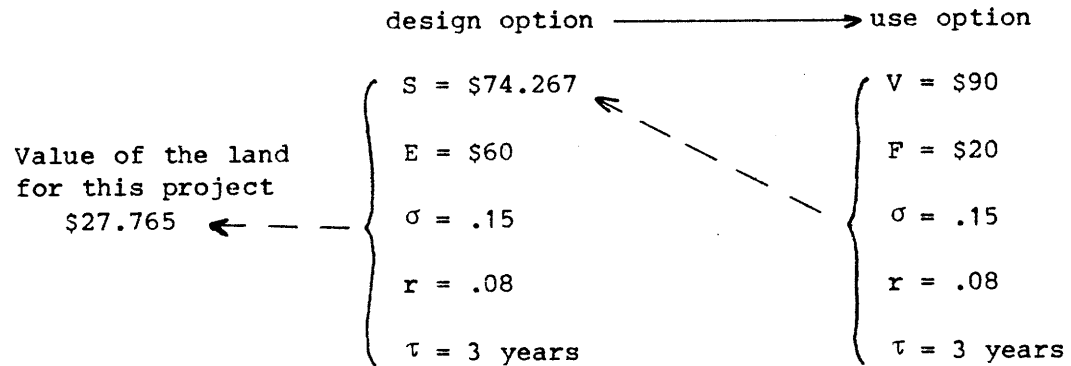 design option use option
Value of the land
for this project
$27.765
S = $74.267
E = $60
σ = .15
r = .08
τ = 3 years
V = $90
F = $20
σ = .15
r = .08
τ = 3 years